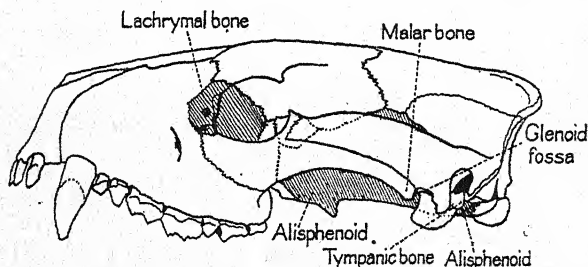 Lachrymal bone
Malar bone
Glenoid
fossa
Alisphenoid
Tympanic bone
Alisphenoid